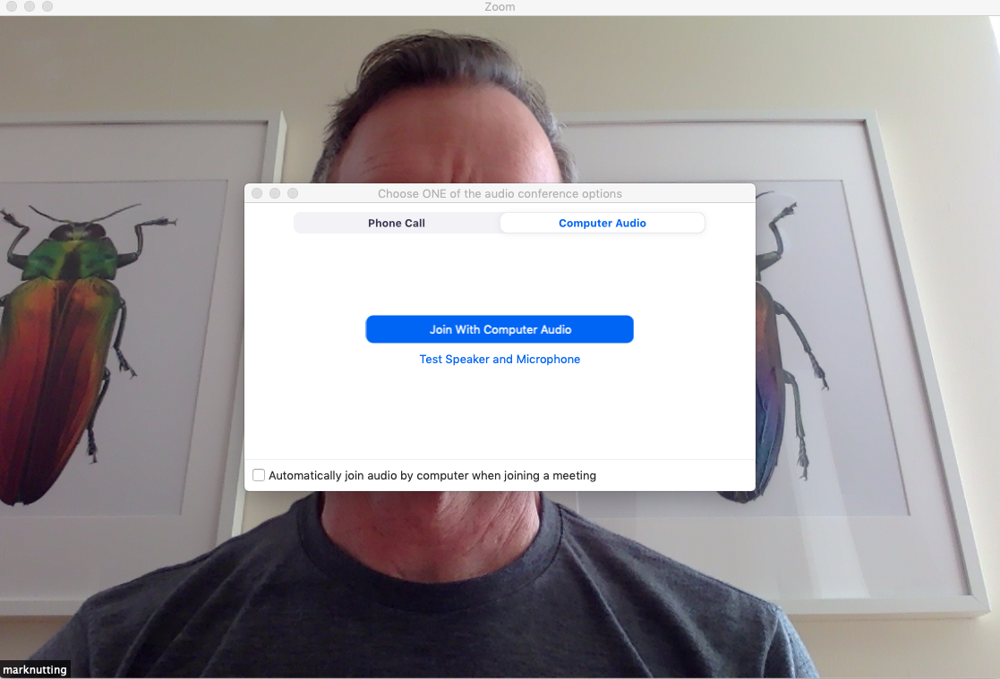 Zoom
Choose ONE of the audio conference options
Phone Call
Computer Audio
Join With Computer Audio
Test Speaker and Microphone
Automatically join audio by computer when joining a meeting
marknutting